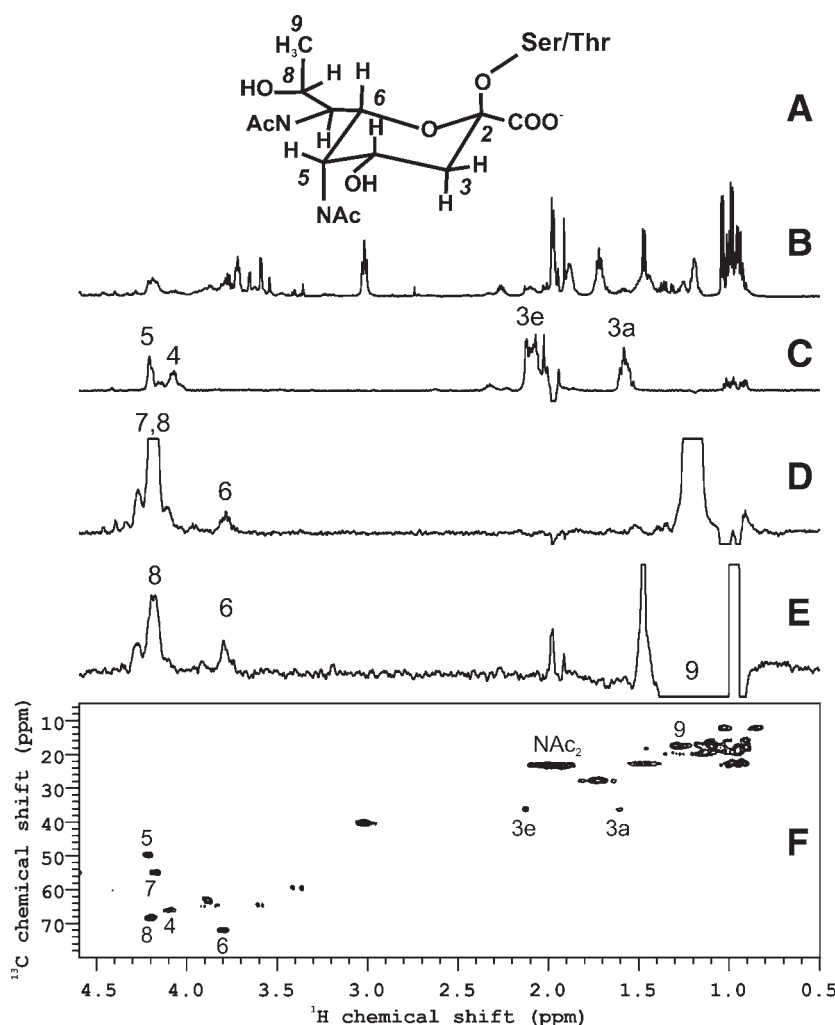 9
H₃C
Ser/Thr
8
H
H
O
HO
6
A
AcN
O
COO⁻
H
H
2
H
H
5
OH
3
H
NAc
B
3e
3a
5
4
C
7,8
6
D
8
6
9
E
10
20
30
40
50
60
70
¹³C chemical shift (ppm)
NAc₂
9
3e
3a
F
5
7
8
4
6
4.5 4.0 3.5 3.0 2.5 2.0 1.5 1.0 0.5
¹H chemical shift (ppm)